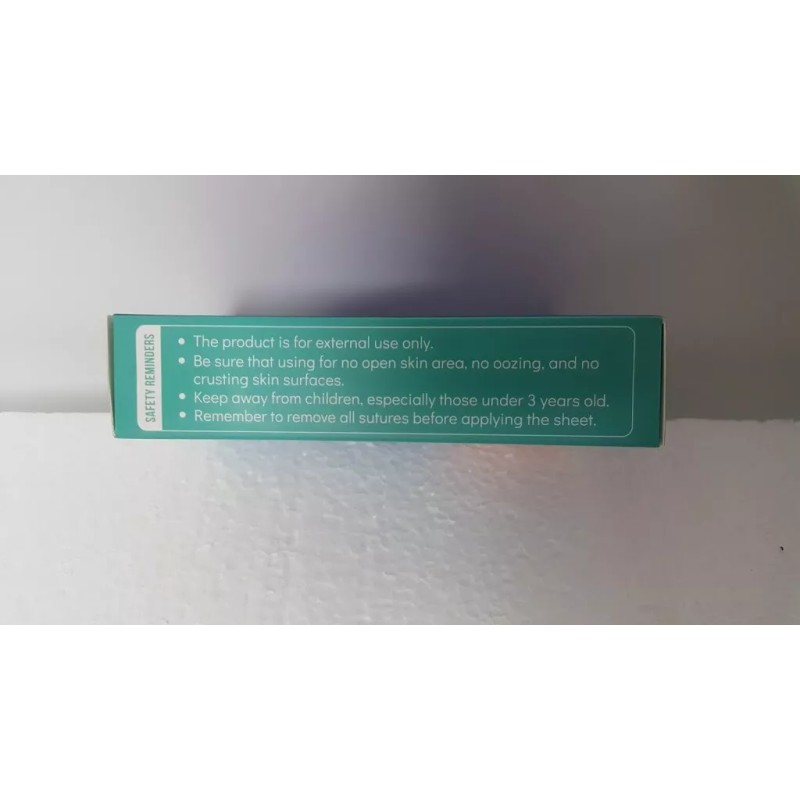 SAFETY REMINDERS
• The product is for external use only.
• Be sure that using for no open skin area, no oozing, and no
crusting skin surfaces.
• Keep away from children, especially those under 3 years old.
• Remember to remove all sutures before applying the sheet.